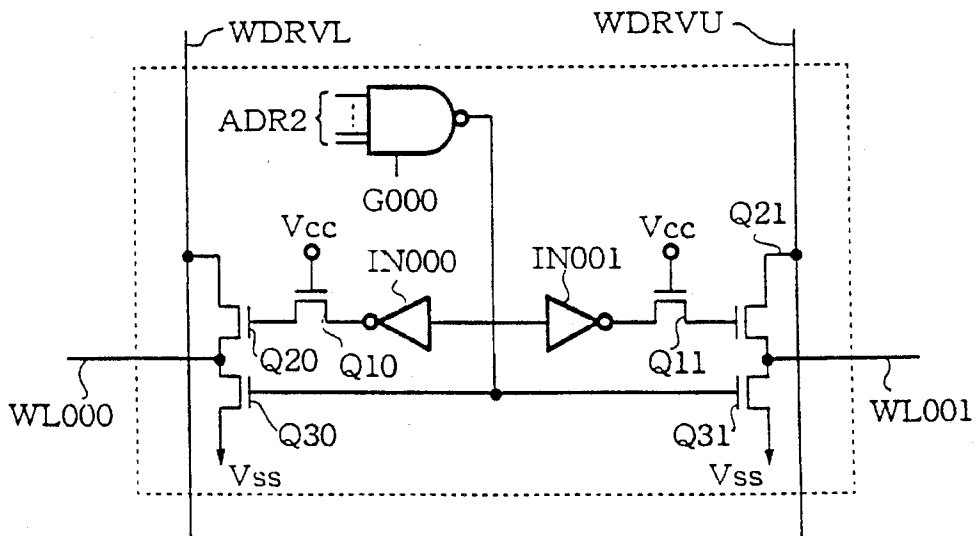 WDRVL
WDRVU
ADR2
G000
Vcc
IN000
IN001
Vcc
Q21
Q20
Q10
Q11
WL000
Q30
Q31
WL001
Vss
Vss